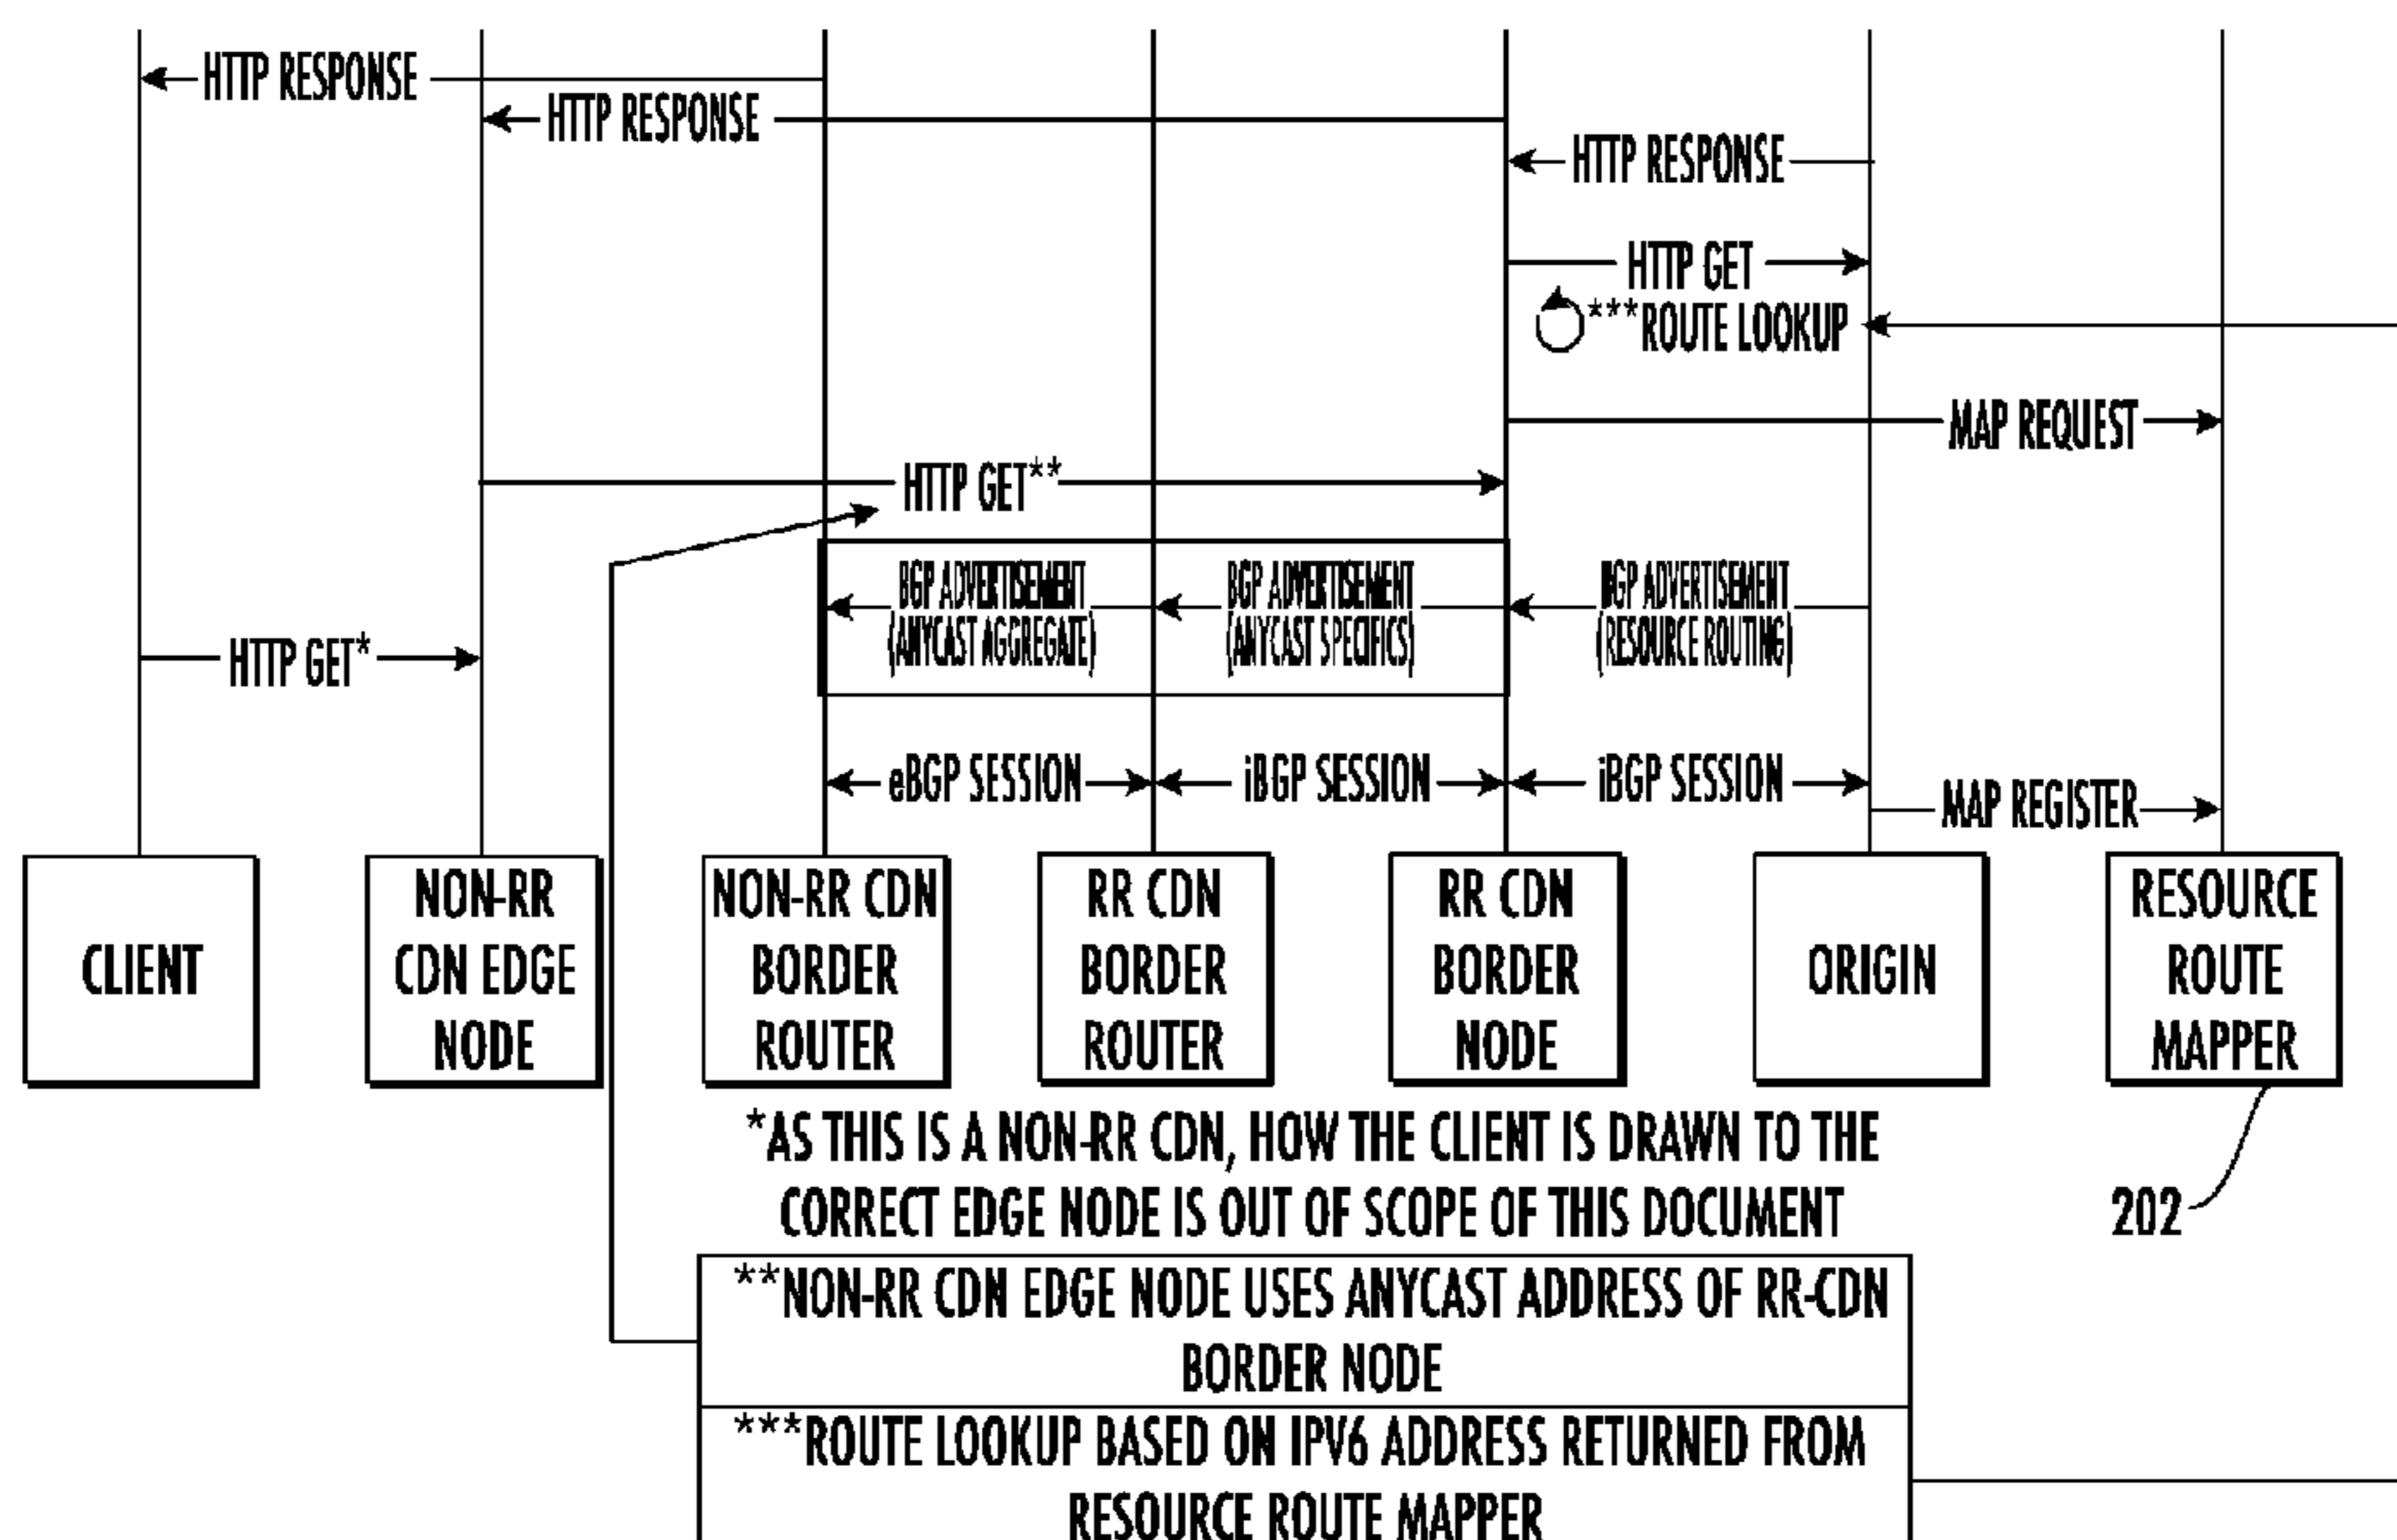 HTTP RESPONSE
HTTP RESPONSE
HTTP RESPONSE
HTTP GET
***ROUTE LOOKUP
MAP REQUEST
HTTP GET**
BGP ADVERTISEMENT
(ANYCAST AGGREGATE)
BGP ADVERTISEMENT
(ANYCAST SPECIFICS)
BGP ADVERTISEMENT
(RESOURCE ROUTING)
HTTP GET*
eBGP SESSION
iBGP SESSION
iBGP SESSION
MAP REGISTER
CLIENT
NON-RR
CDN EDGE
NODE
NON-RR CDN
BORDER
ROUTER
RR CDN
BORDER
ROUTER
RR CDN
BORDER
NODE
ORIGIN
RESOURCE
ROUTE
MAPPER
*AS THIS IS A NON-RR CDN, HOW THE CLIENT IS DRAWN TO THE
CORRECT EDGE NODE IS OUT OF SCOPE OF THIS DOCUMENT
202
**NON-RR CDN EDGE NODE USES ANYCAST ADDRESS OF RR-CDN
BORDER NODE
***ROUTE LOOKUP BASED ON IPV6 ADDRESS RETURNED FROM
RESOURCE ROUTE MAPPER